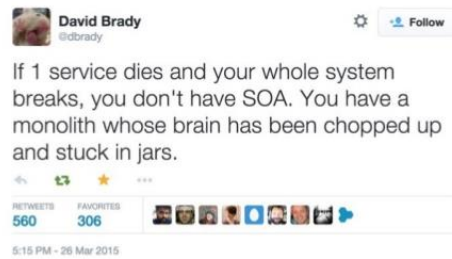 David Brady
@dbrady
Follow
If 1 service dies and your whole system
breaks, you don't have SOA. You have a
monolith whose brain has been chopped up
and stuck in jars.
RETWEETS FAVORITES
560 306
5:15 PM - 26 Mar 2015